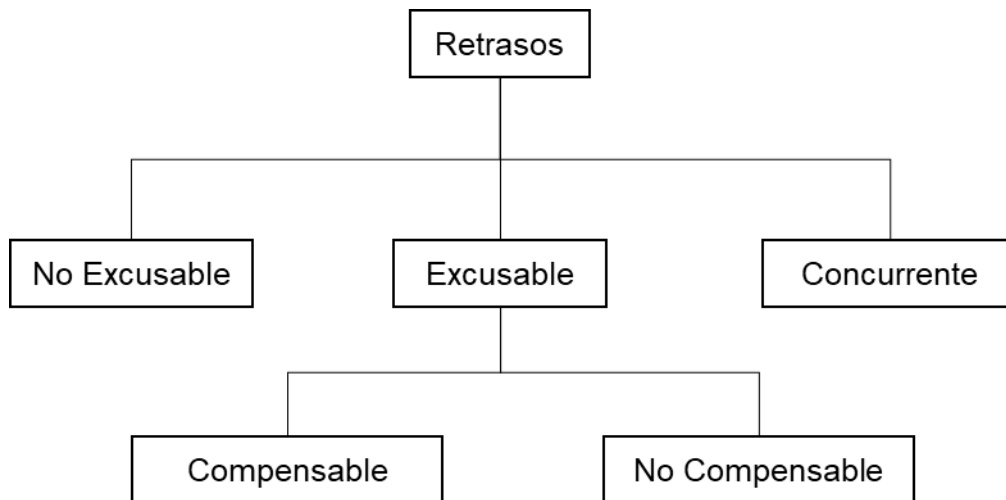 Retrasos
No Excusable
Excusable
Concurrente
Compensable
No Compensable